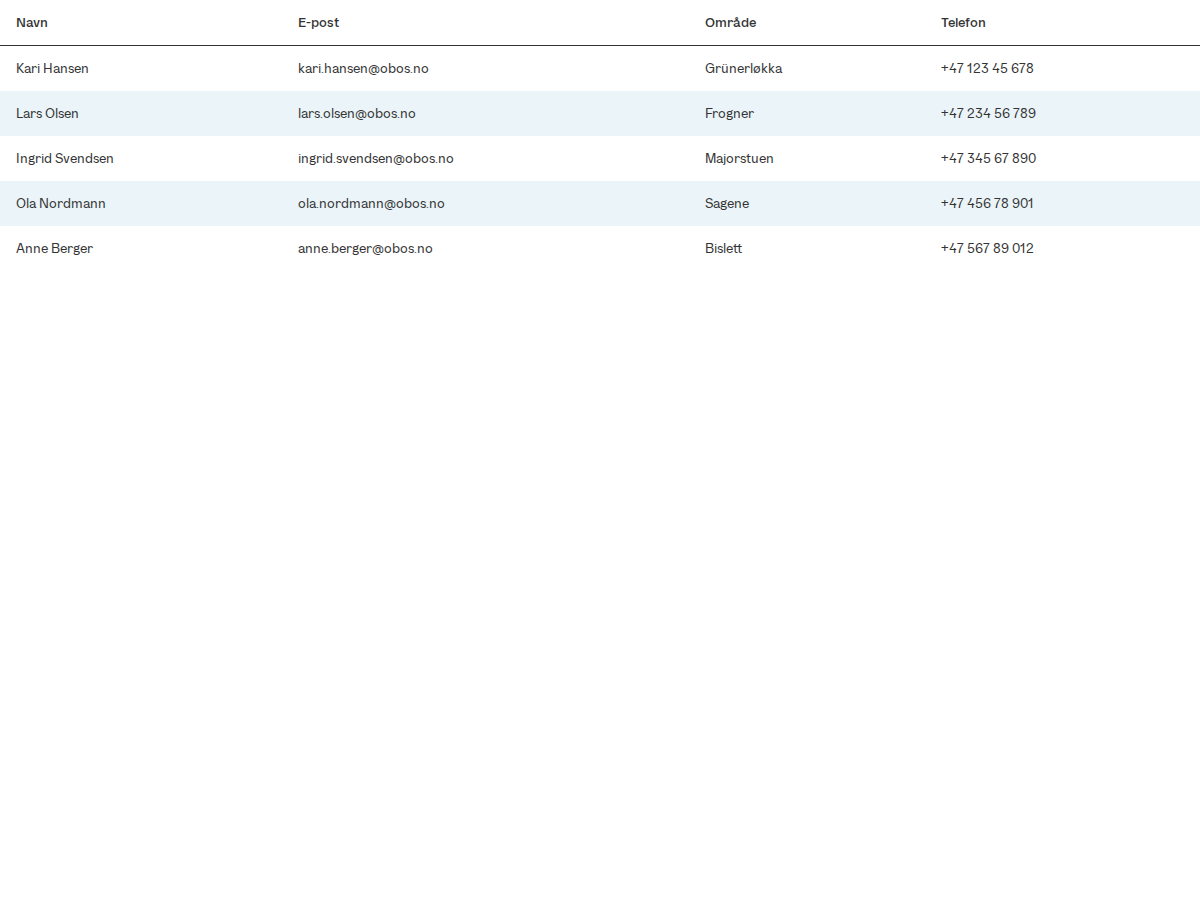 Navn E-post Område Telefon
Kari Hansen kari.hansen@obos.no Grünerløkka +47 123 45 678
Lars Olsen lars.olsen@obos.no Frogner +47 234 56 789
Ingrid Svendsen ingrid.svendsen@obos.no Majorstuen +47 345 67 890
Ola Nordmann ola.nordmann@obos.no Sagene +47 456 78 901
Anne Berger anne.berger@obos.no Bislett +47 567 89 012